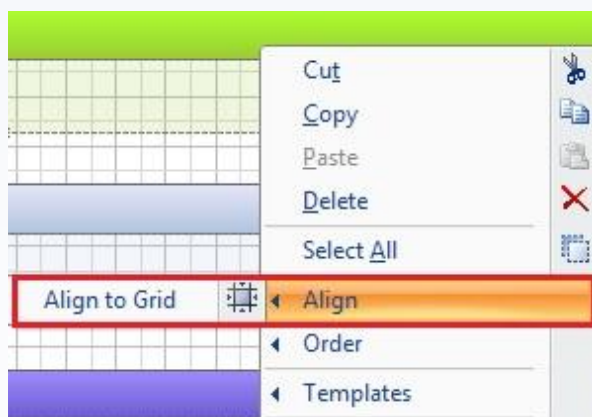 Cut
Copy
Paste
Delete
Select All
Align to Grid
Align
Order
Templates